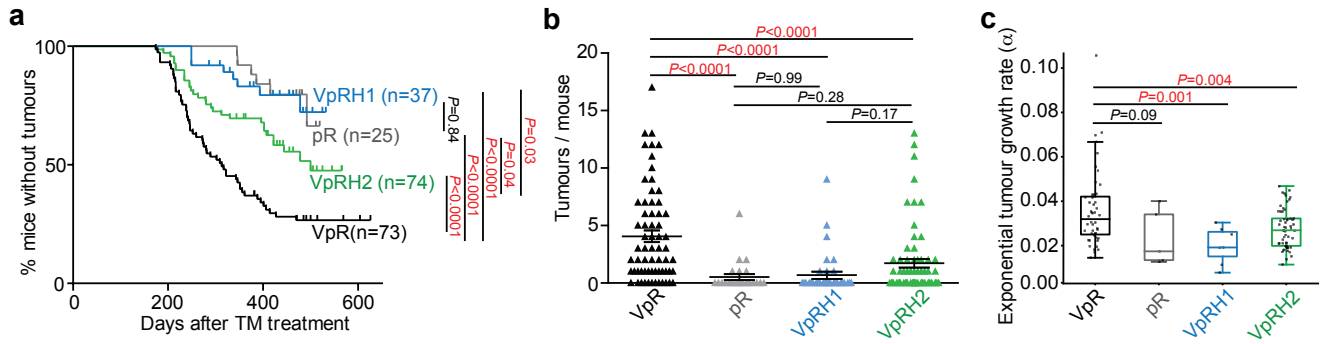 a
% mice without tumours
100
50
0
0
200
400
600
Days after TM treatment
VpRH1 (n=37)
pR (n=25)
VpRH2 (n=74)
VpR(n=73)
P=0.84
P<0.0001
P<0.0001
P<0.0001
P=0.04
P=0.03
b
Tumours / mouse
20
15
10
5
0
P<0.0001
P<0.0001
P<0.0001
P=0.99
P=0.28
P=0.17
VpR
pR
VpRH1
VpRH2
c
Exponential tumour growth rate (α)
0.10
0.08
0.06
0.04
0.02
0.00
P=0.004
P=0.001
P=0.09
VpR
pR
VpRH1
VpRH2